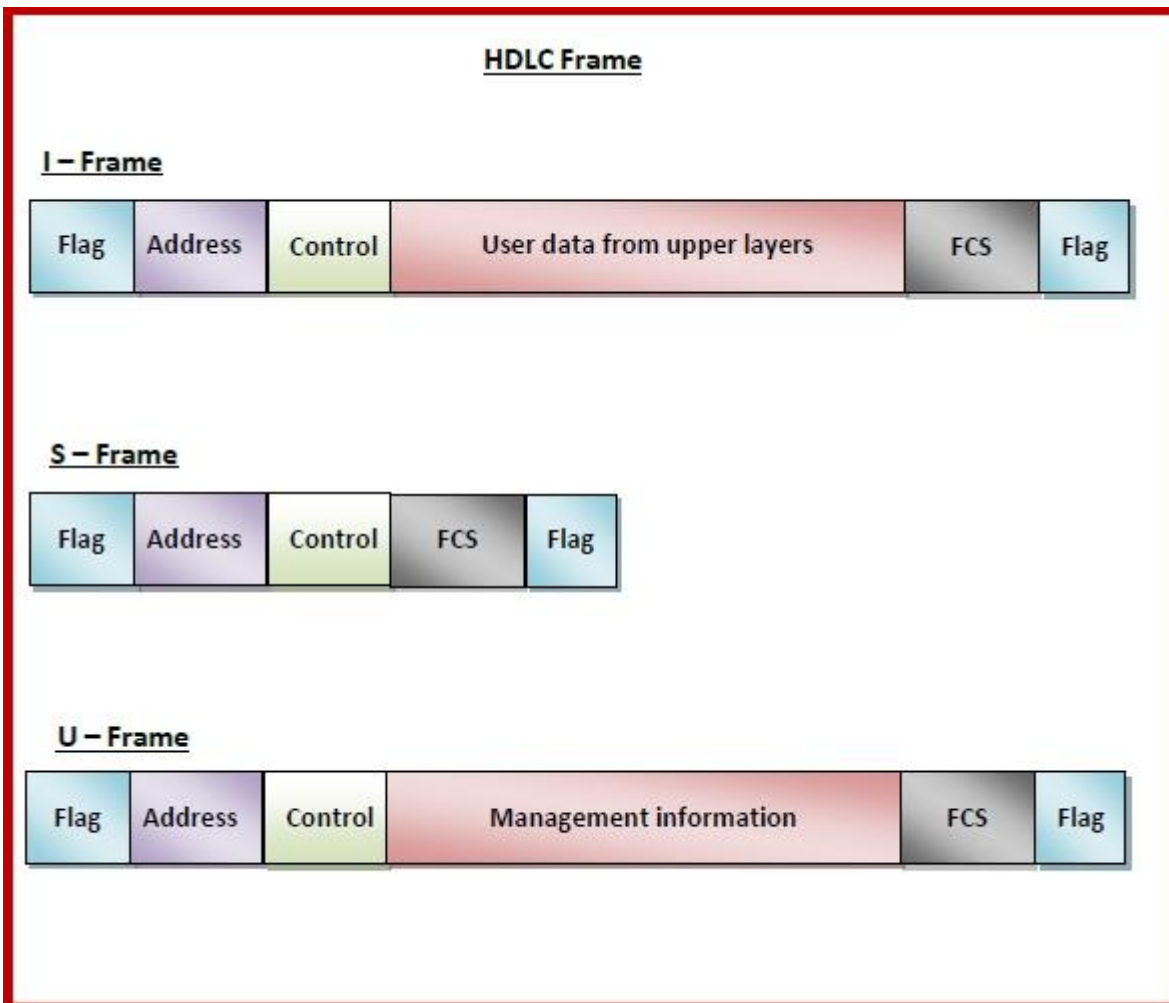 HDLC Frame
I – Frame
Flag Address Control User data from upper layers FCS Flag
S – Frame
Flag Address Control FCS Flag
U – Frame
Flag Address Control Management information FCS Flag